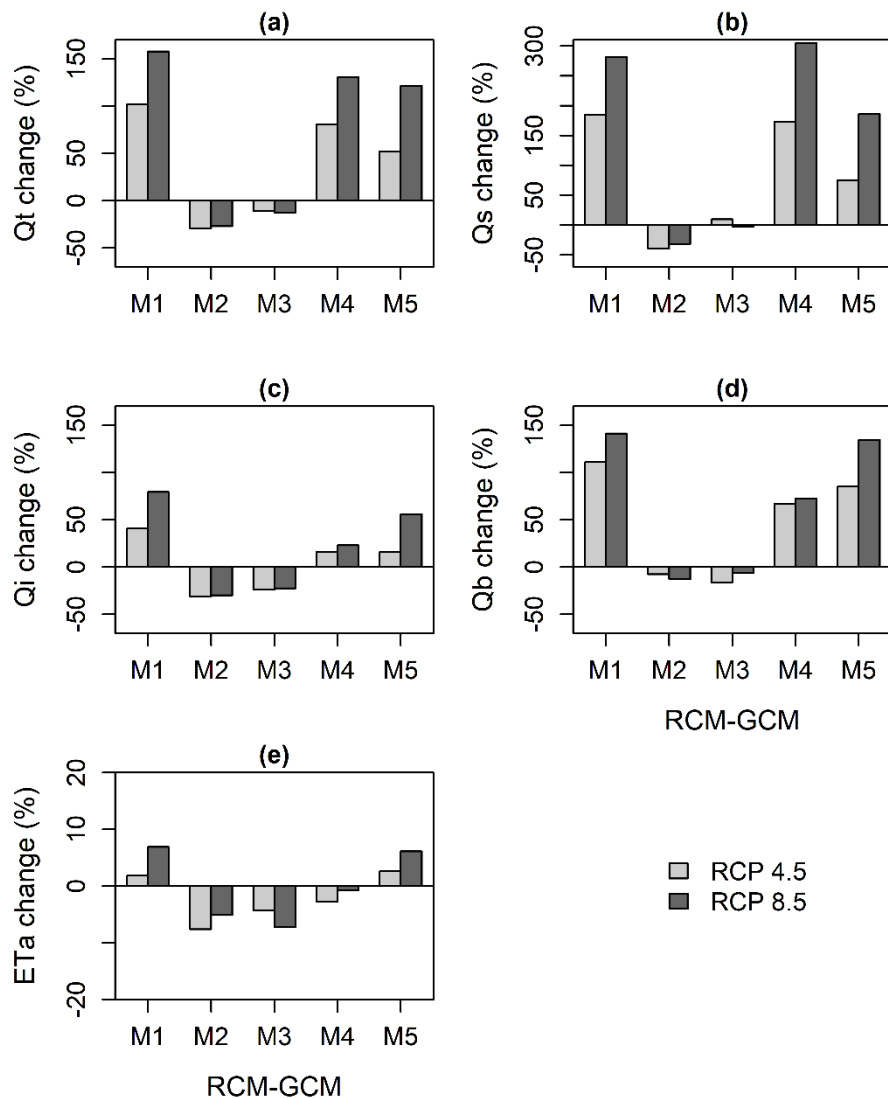 (a)
Qt change (%)
150
50
0
-50
M1 M2 M3 M4 M5
(b)
Qs change (%)
300
150
50
-50
M1 M2 M3 M4 M5
(c)
Qi change (%)
150
50
0
-50
M1 M2 M3 M4 M5
(d)
Qb change (%)
150
50
0
-50
M1 M2 M3 M4 M5
RCM-GCM
(e)
ETa change (%)
20
10
0
-20
M1 M2 M3 M4 M5
RCM-GCM
RCP 4.5
RCP 8.5